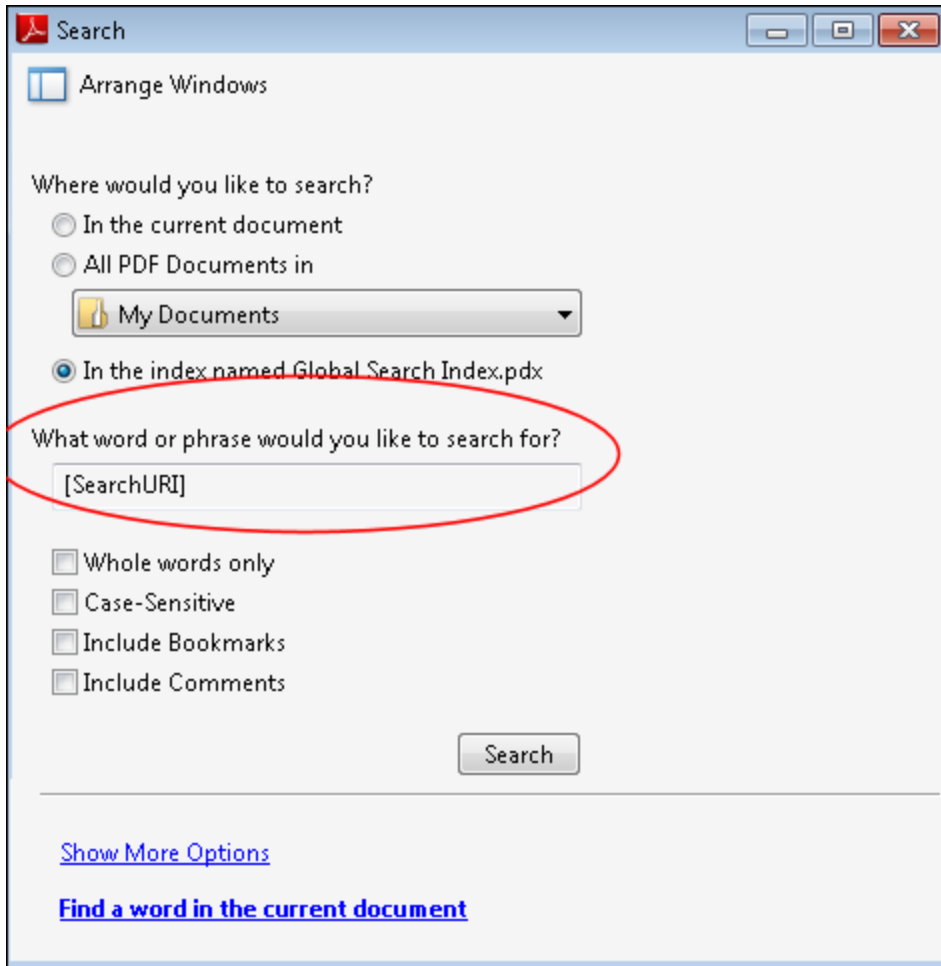 Search
Arrange Windows
Where would you like to search?
In the current document
All PDF Documents in
My Documents
In the index named Global Search Index.pdx
What word or phrase would you like to search for?
[SearchURI]
Whole words only
Case-Sensitive
Include Bookmarks
Include Comments
Search
Show More Options
Find a word in the current document